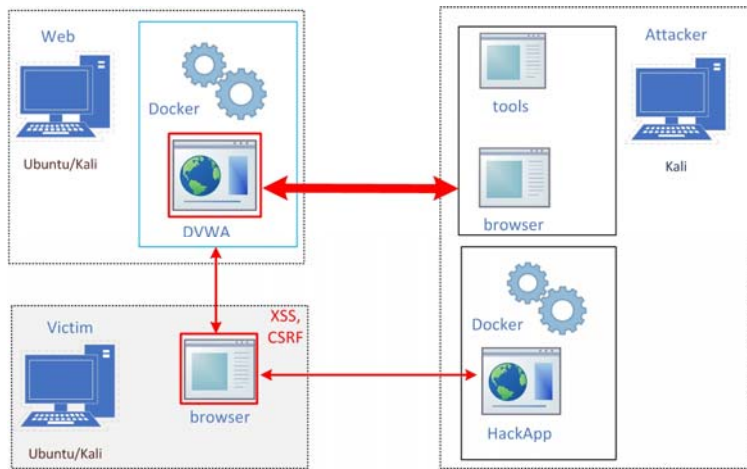 Web
Ubuntu/Kali
Docker
DVWA
Attacker
Kali
tools
browser
Victim
Ubuntu/Kali
XSS,
CSRF
browser
Docker
HackApp